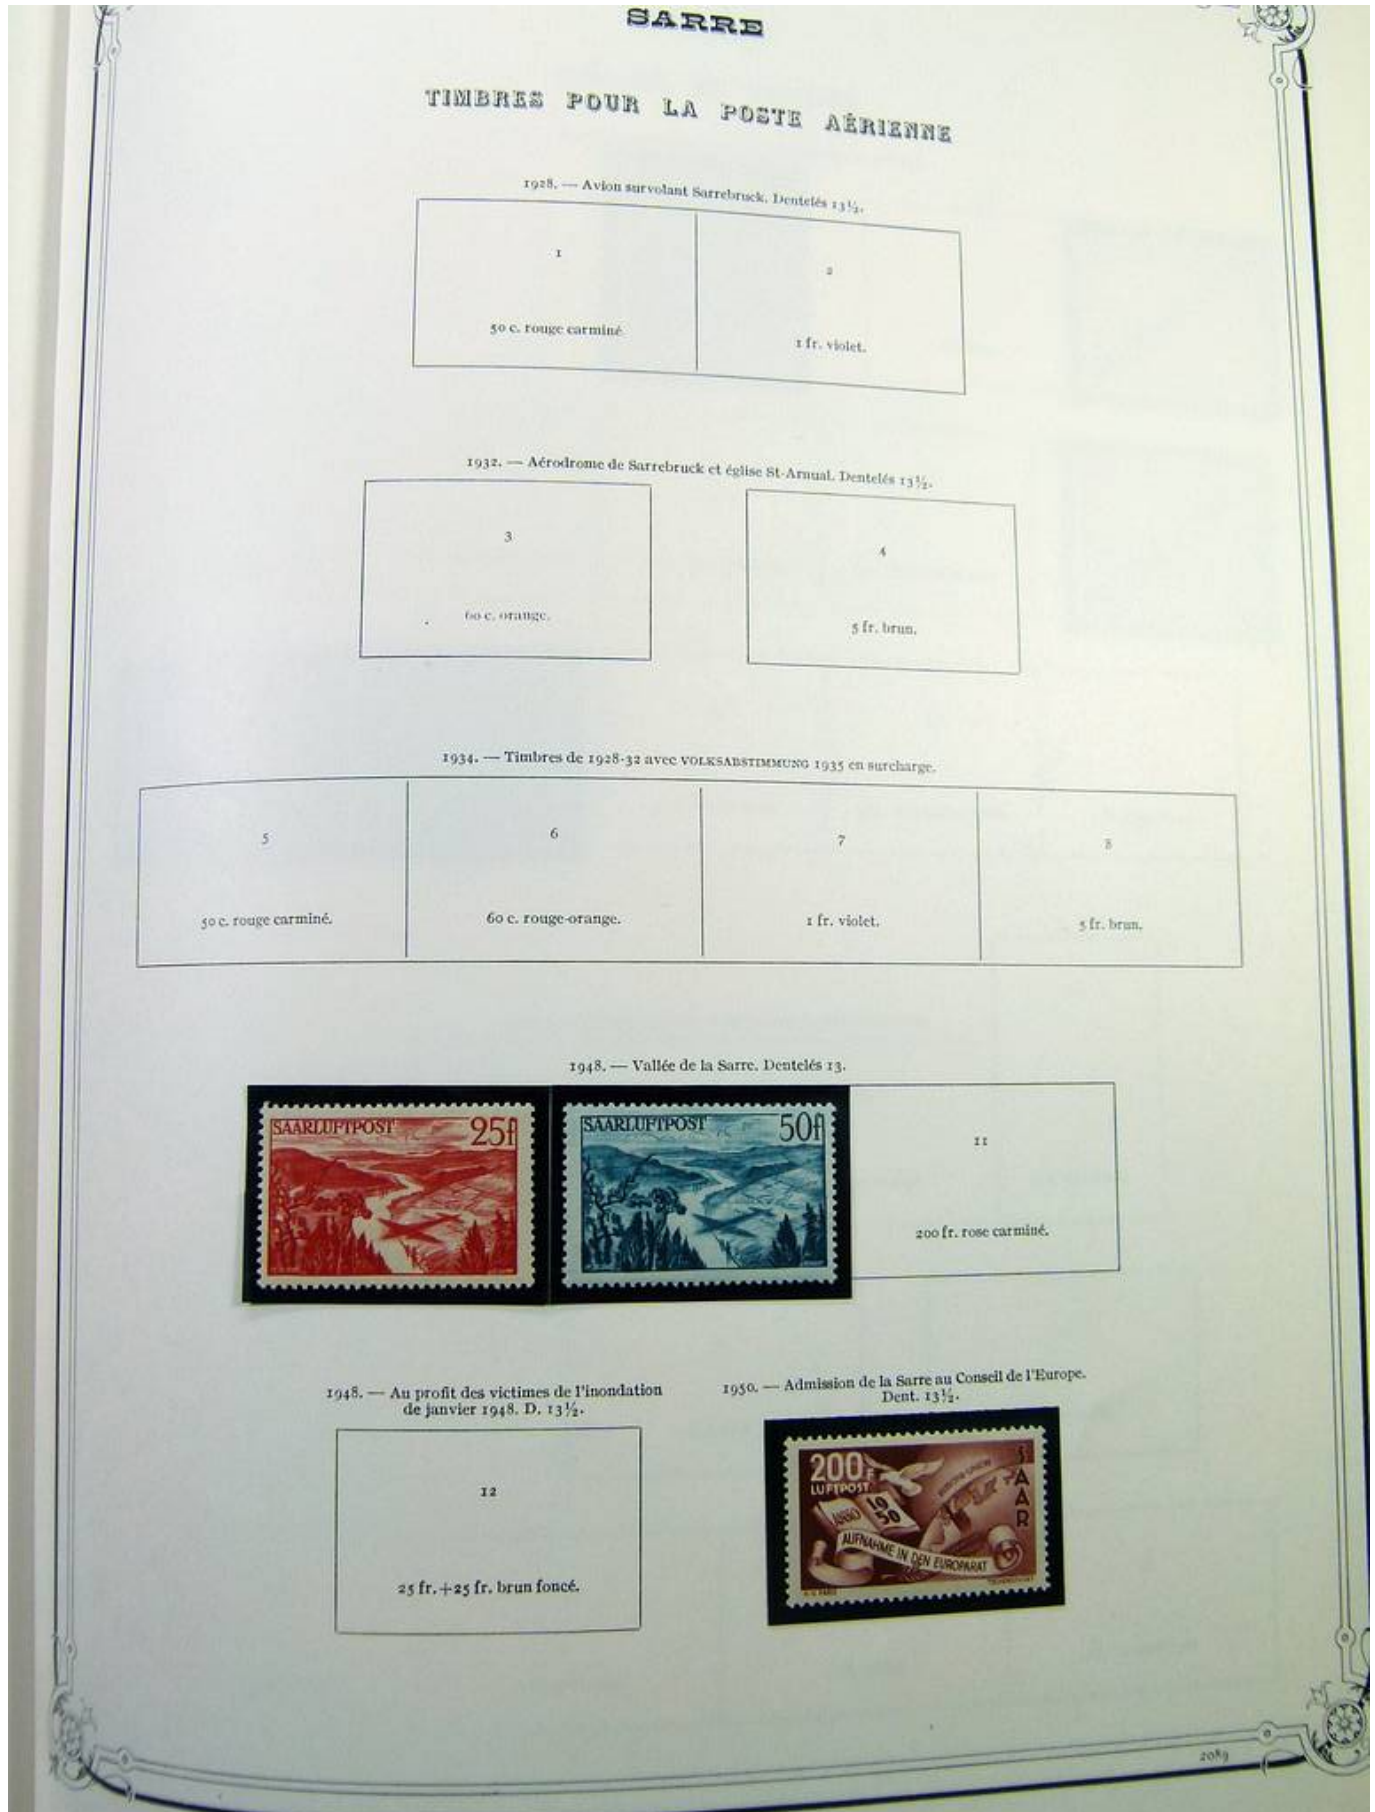 SARRE
TIMBRES POUR LA POSTE AÉRIENNE
1928. — Avion survolant Sarrebruck. Dentelés 13½.
1
2
50 c. rouge carminé
1 fr. violet.
1932. — Aérodrome de Sarrebruck et église St-Arnual. Dentelés 13½.
3
4
60 c. orange.
5 fr. brun.
1934. — Timbres de 1928-32 avec VOLKSABSTIMMUNG 1935 en surcharge.
5
6
7
8
50 c. rouge carminé.
60 c. rouge-orange.
1 fr. violet.
5 fr. brun.
1948. — Vallée de la Sarre. Dentelés 13.
SAARLUFTPOST 25f
SAARLUFTPOST 50f
11
200 fr. rose carminé.
1948. — Au profit des victimes de l'inondation
de janvier 1948. D. 13½.
12
25 fr.+25 fr. brun foncé.
1950. — Admission de la Sarre au Conseil de l'Europe.
Dent. 13½.
200F
LUFTPOST
SAAR
ANNO
19
50
AUFNAHME IN DEN EUROPARAT
2089